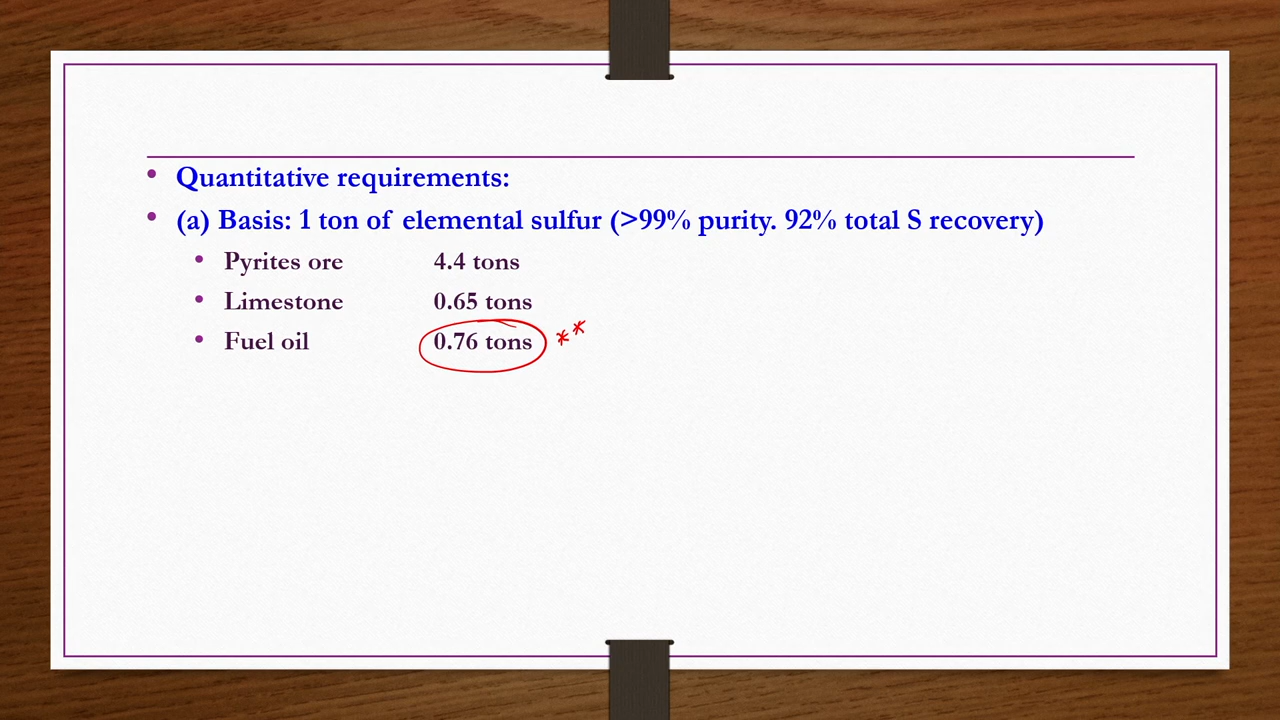 • Quantitative requirements:
• (a) Basis: 1 ton of elemental sulfur (>99% purity. 92% total S recovery)
• Pyrites ore 4.4 tons
• Limestone 0.65 tons
• Fuel oil 0.76 tons **